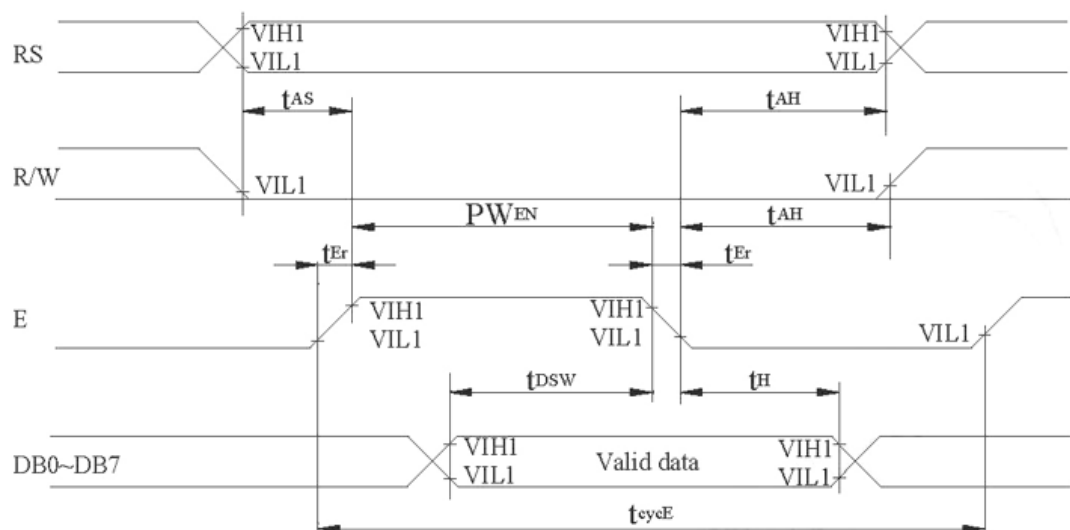 VIH1 VIH1
RS
VIL1 VIL1
tAS tAH
R/W VIL1 VIL1
PWEN tAH
tEr tEr
E VIH1 VIH1
VIL1 VIL1 VIL1
tDSW tH
VIH1 VIH1
DB0~DB7 Valid data
VIL1 VIL1
tcycE